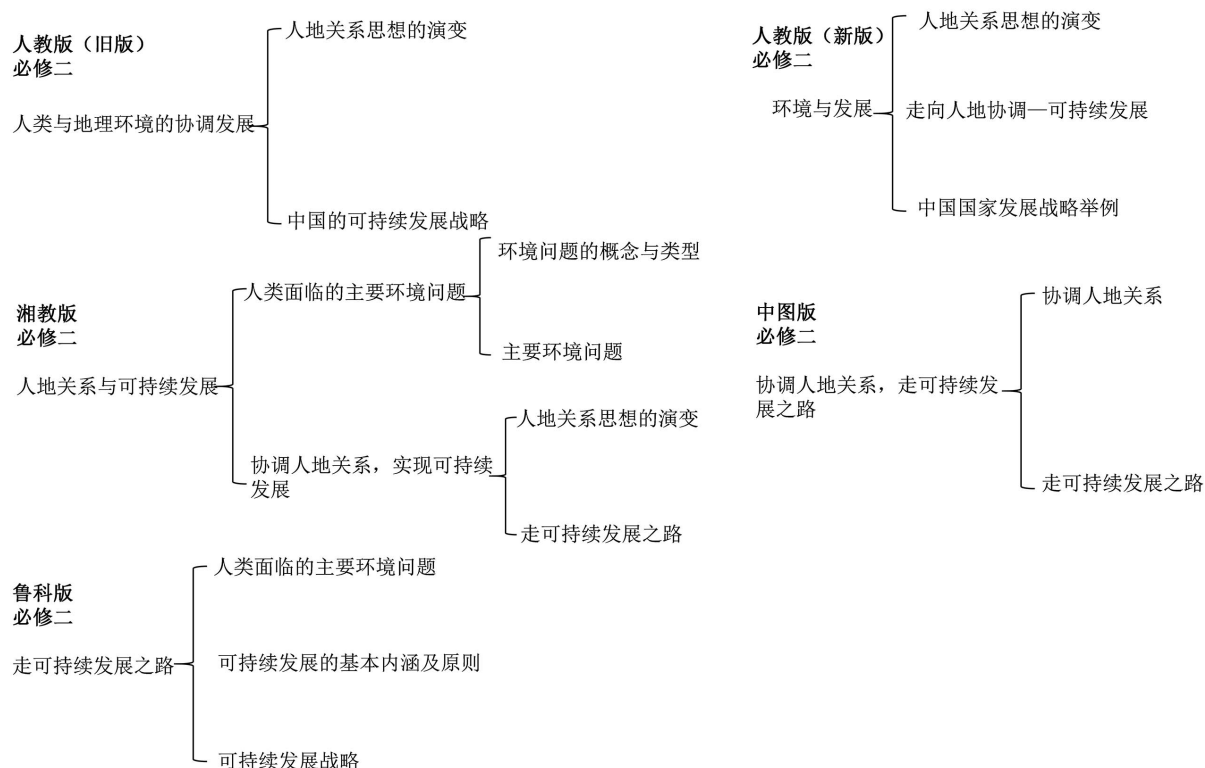 人教版（旧版）
必修二
人类与地理环境的协调发展
人地关系思想的演变
中国的可持续发展战略
人教版（新版）
必修二
环境与发展
人地关系思想的演变
走向人地协调—可持续发展
中国国家发展战略举例
湘教版
必修二
人地关系与可持续发展
人类面临的主要环境问题
环境问题的概念与类型
主要环境问题
协调人地关系，实现可持续
发展
人地关系思想的演变
走可持续发展之路
中图版
必修二
协调人地关系，走可持续发
展之路
协调人地关系
走可持续发展之路
鲁科版
必修二
走可持续发展之路
人类面临的主要环境问题
可持续发展的基本内涵及原则
可持续发展战略